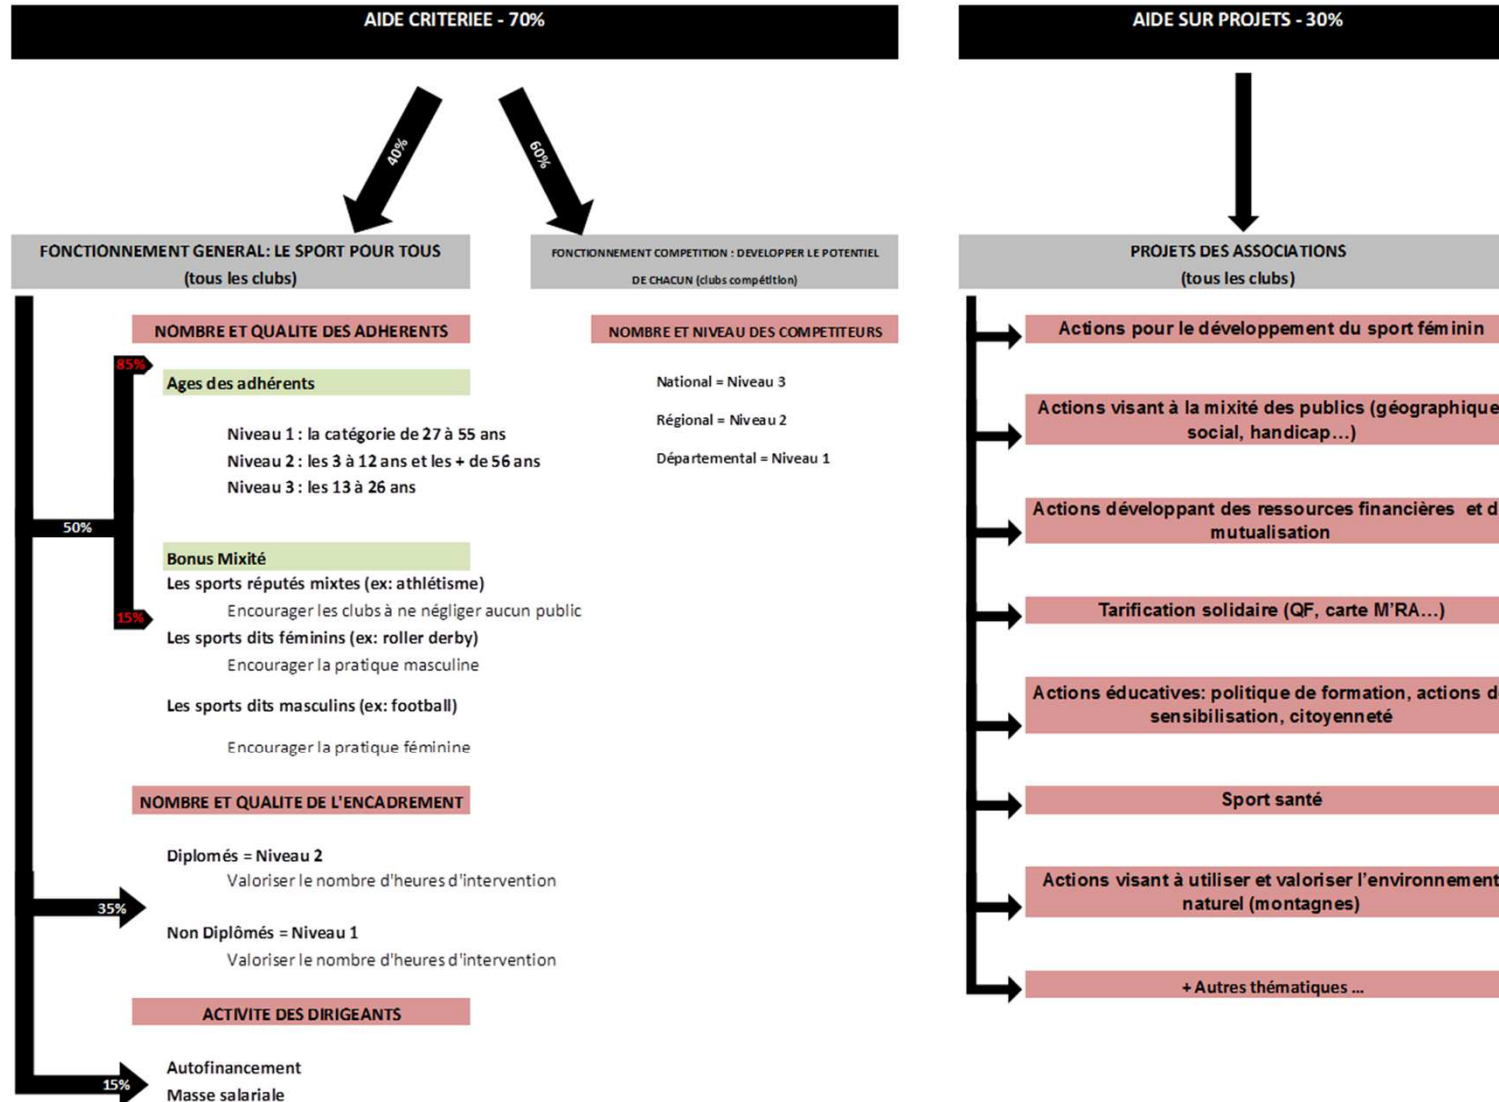 AIDE CRITERIEE - 70%
40%
60%
FONCTIONNEMENT GENERAL: LE SPORT POUR TOUS
(tous les clubs)
FONCTIONNEMENT COMPETITION : DEVELOPPER LE POTENTIEL
DE CHACUN (clubs compétition)
NOMBRE ET QUALITE DES ADHERENTS
85%
Ages des adhérents
Niveau 1 : la catégorie de 27 à 55 ans
Niveau 2 : les 3 à 12 ans et les + de 56 ans
Niveau 3 : les 13 à 26 ans
50%
Bonus Mixité
Les sports réputés mixtes (ex: athlétisme)
Encourager les clubs à ne négliger aucun public
15%
Les sports dits féminins (ex: roller derby)
Encourager la pratique masculine
Les sports dits masculins (ex: football)
Encourager la pratique féminine
NOMBRE ET QUALITE DE L'ENCADREMENT
Diplomés = Niveau 2
Valoriser le nombre d'heures d'intervention
35%
Non Diplômés = Niveau 1
Valoriser le nombre d'heures d'intervention
ACTIVITE DES DIRIGEANTS
Autofinancement
15%
Masse salariale
NOMBRE ET NIVEAU DES COMPETITEURS
National = Niveau 3
Régional = Niveau 2
Départemental = Niveau 1
AIDE SUR PROJETS - 30%
PROJETS DES ASSOCIATIONS
(tous les clubs)
Actions pour le développement du sport féminin
Actions visant à la mixité des publics (géographique
social, handicap...)
Actions développant des ressources financières et d
mutualisation
Tarification solidaire (QF, carte M'RA...)
Actions éducatives: politique de formation, actions d
sensibilisation, citoyenneté
Sport santé
Actions visant à utiliser et valoriser l'environnement
naturel (montagnes)
+ Autres thématiques ...